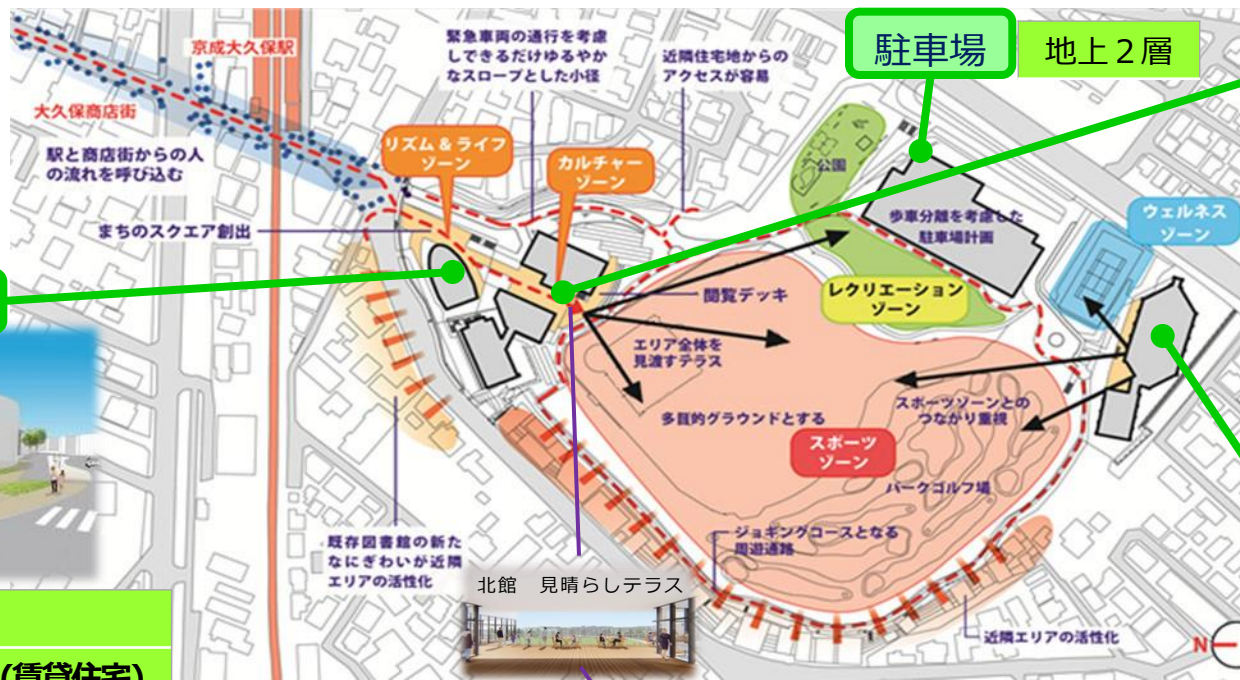 京成大久保駅
大久保商店街
駅と商店街からの人
の流れを呼び込む
まちのスクエア創出
緊急車両の通行を考慮
しできるだけゆるやか
なスロープとした小径
近隣住宅地からの
アクセスが容易
駐車場
地上２層
リズム＆ライフ
ゾーン
カルチャー
ゾーン
公園
歩車分離を考慮した
駐車場計画
ウェルネス
ゾーン
閲覧デッキ
レクリエーション
ゾーン
エリア全体を
見渡すテラス
多目的グラウンドとする
スポーツゾーンとの
つながり重視
スポーツ
ゾーン
パークゴルフ場
ジョギングコースとなる
周遊通路
既存図書館の新た
なにぎわいが近隣
エリアの活性化
北館　見晴らしテラス
近隣エリアの活性化
N
(賃貸住宅)